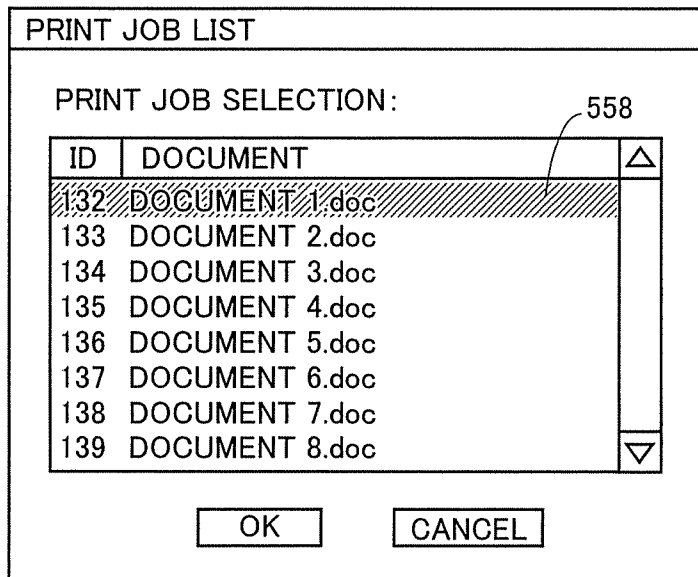 PRINT JOB LIST
PRINT JOB SELECTION:
558
ID DOCUMENT
132 DOCUMENT 1.doc
133 DOCUMENT 2.doc
134 DOCUMENT 3.doc
135 DOCUMENT 4.doc
136 DOCUMENT 5.doc
137 DOCUMENT 6.doc
138 DOCUMENT 7.doc
139 DOCUMENT 8.doc
OK CANCEL